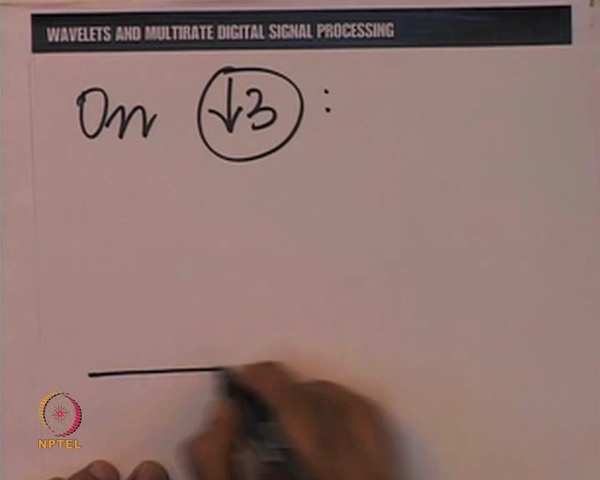 WAVELETS AND MULTIRATE DIGITAL SIGNAL PROCESSING
On ↓3 :
NPTEL